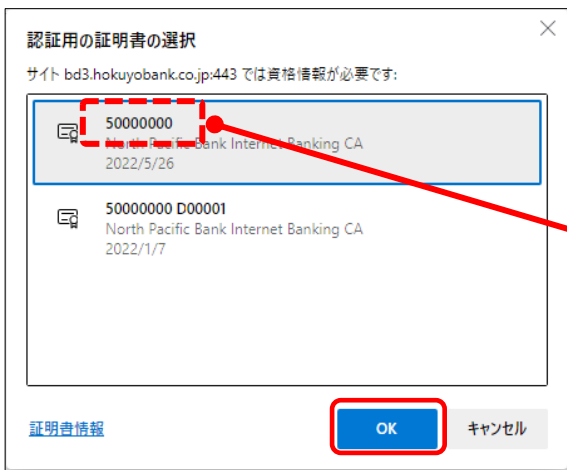 認証用の証明書の選択
サイト bd3.hokuyobank.co.jp:443 では資格情報が必要です:
50000000
North Pacific Bank Internet Banking CA
2022/5/26
50000000 D00001
North Pacific Bank Internet Banking CA
2022/1/7
証明書情報
OK
キャンセル